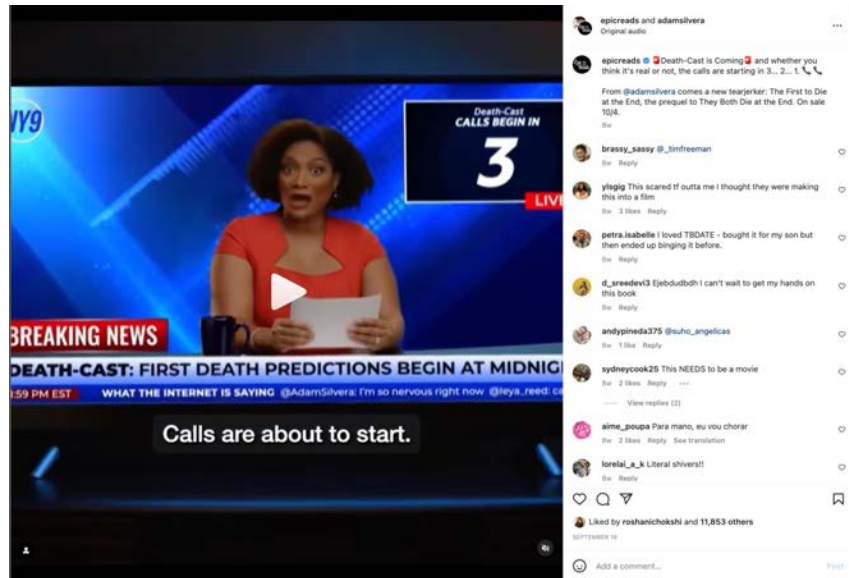 NY9
Death-Cast
CALLS BEGIN IN
3
LIVE
BREAKING NEWS
DEATH-CAST: FIRST DEATH PREDICTIONS BEGIN AT MIDNIG
:59 PM EST WHAT THE INTERNET IS SAYING @AdamSilvera: I'm so nervous right now @leya_reed: ca
Calls are about to start.
epicreads and adamsilvera
Original audio
epicreads 🚨Death-Cast is Coming🚨 and whether you
think it's real or not, the calls are starting in 3... 2... 1. 📞📞
From @adamsilvera comes a new tearjerker: The First to Die
at the End, the prequel to They Both Die at the End. On sale
10/4.
8w
brassy_sassy @_timfreeman
8w Reply
ylsgig This scared tf outta me I thought they were making
this into a film
8w 3 likes Reply
petra.isabelle I loved TBDATE - bought it for my son but
then ended up binging it before.
8w Reply
d_sreedevi3 Ejebdudbdh I can't wait to get my hands on
this book
8w Reply
andypineda375 @suho_angelicas
8w 1 like Reply
sydneycook25 This NEEDS to be a movie
8w 2 likes Reply
View replies (2)
aime_poupa Para mano, eu vou chorar
8w 2 likes Reply See translation
lorelai_a_k Literal shivers!!
8w Reply
Liked by roshanichokshi and 11,853 others
SEPTEMBER 19
Add a comment...
Post